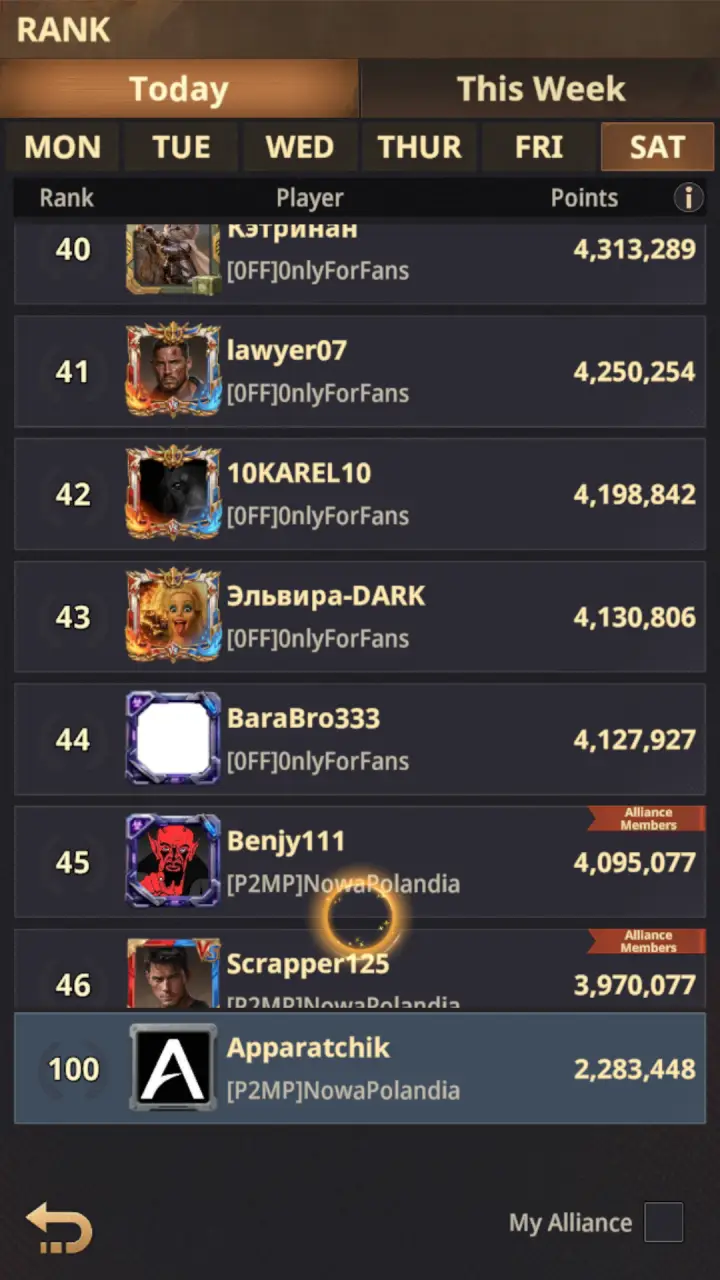 RANK
Today
This Week
MON
TUE
WED
THUR
FRI
SAT
Rank
Player
Points
40
Кэтринан
[0FF]0nlyForFans
4,313,289
41
lawyer07
[0FF]0nlyForFans
4,250,254
42
10KAREL10
[0FF]0nlyForFans
4,198,842
43
Эльвира-DARK
[0FF]0nlyForFans
4,130,806
44
BaraBro333
[0FF]0nlyForFans
4,127,927
45
Benjy111
[P2MP]NowaPolandia
Alliance
Members
4,095,077
46
Scrapper125
[P2MP]NowaPolandia
Alliance
Members
3,970,077
100
Apparatchik
[P2MP]NowaPolandia
2,283,448
My Alliance